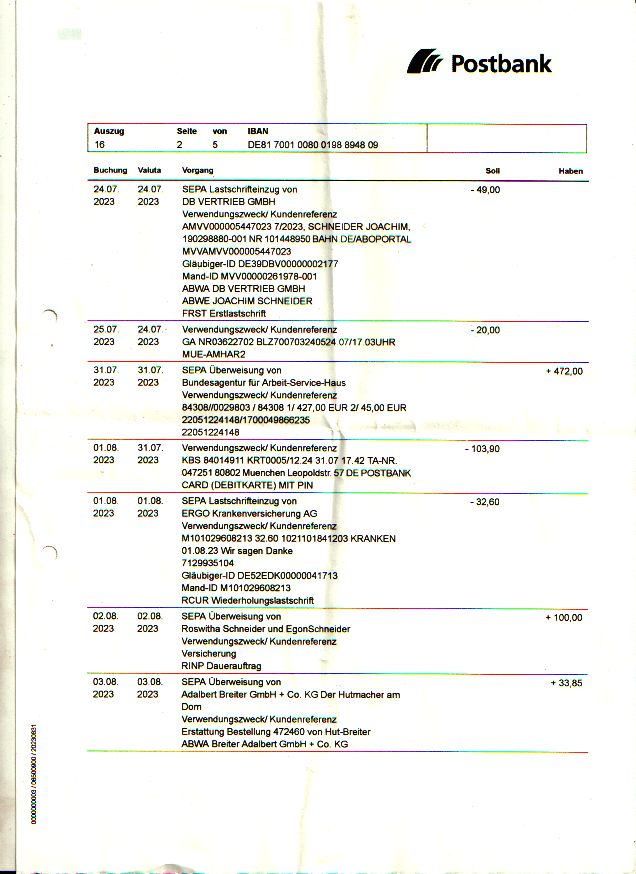 Postbank
Auszug Seite von IBAN
16 2 5 DE81 7001 0080 0198 8948 09
Buchung Valuta Vorgang Soll Haben
24.07. 24.07. SEPA Lastschrifteinzug von - 49,00
2023 2023 DB VERTRIEB GMBH
Verwendungszweck/ Kundenreferenz
AMVV000005447023 7/2023, SCHNEIDER JOACHIM,
190298880-001 NR 101448950 BAHN DE/ABOPORTAL
MVVAMVV000005447023
Gläubiger-ID DE39DBV00000002177
Mand-ID MVV00000261978-001
ABWA DB VERTRIEB GMBH
ABWE JOACHIM SCHNEIDER
FRST Erstlastschrift
25.07. 24.07. Verwendungszweck/ Kundenreferenz - 20,00
2023 2023 GA NR03622702 BLZ700703240524.07/17.03UHR
MUE-AMHAR2
31.07. 31.07. SEPA Überweisung von + 472,00
2023 2023 Bundesagentur für Arbeit-Service-Haus
Verwendungszweck/ Kundenreferenz
84308//0029803 / 84308 1/ 427,00 EUR 2/ 45,00 EUR
22051224148/1700049866235
22051224148
01.08. 31.07. Verwendungszweck/ Kundenreferenz - 103,90
2023 2023 KBS 84014911 KRT0005/12.24 31.07 17.42 TA-NR.
047251 80802 Muenchen Leopoldstr. 57 DE POSTBANK
CARD (DEBITKARTE) MIT PIN
01.08. 01.08. SEPA Lastschrifteinzug von - 32,60
2023 2023 ERGO Krankenversicherung AG
Verwendungszweck/ Kundenreferenz
M101029608213 32.60 1021101841203 KRANKEN
01.08.23 Wir sagen Danke
7129935104
Gläubiger-ID DE52EDK00000041713
Mand-ID M101029608213
RCUR Wiederholungslastschrift
02.08. 02.08. SEPA Überweisung von + 100,00
2023 2023 Roswitha Schneider und EgonSchneider
Verwendungszweck/ Kundenreferenz
Versicherung
RINP Dauerauftrag
03.08. 03.08. SEPA Überweisung von + 33,85
2023 2023 Adalbert Breiter GmbH + Co. KG Der Hutmacher am
Dom
Verwendungszweck/ Kundenreferenz
Erstattung Bestellung 472460 von Hut-Breiter
ABWA Breiter Adalbert GmbH + Co. KG